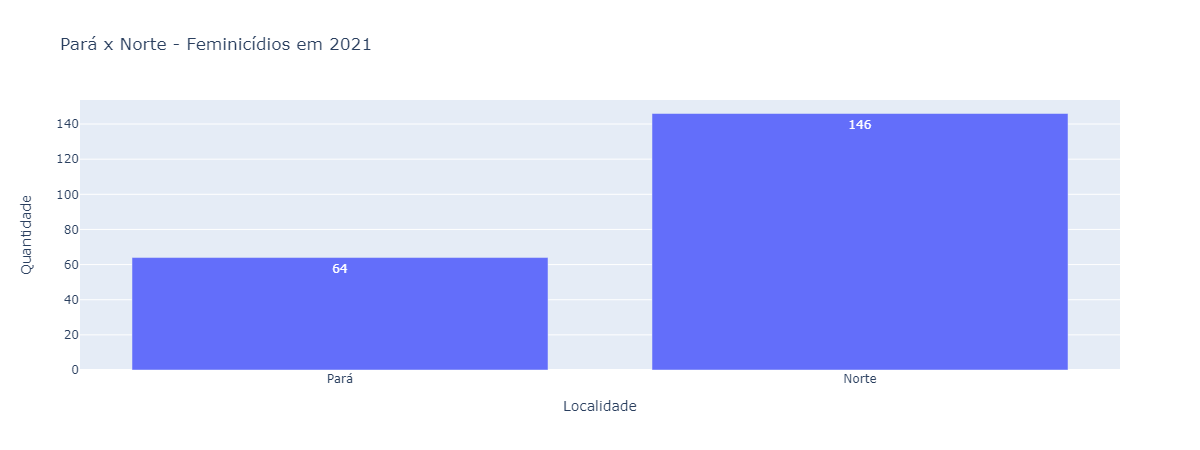 Pará x Norte - Feminicídios em 2021
140
120
100
80
60
40
20
0
Quantidade
64
146
Pará
Norte
Localidade